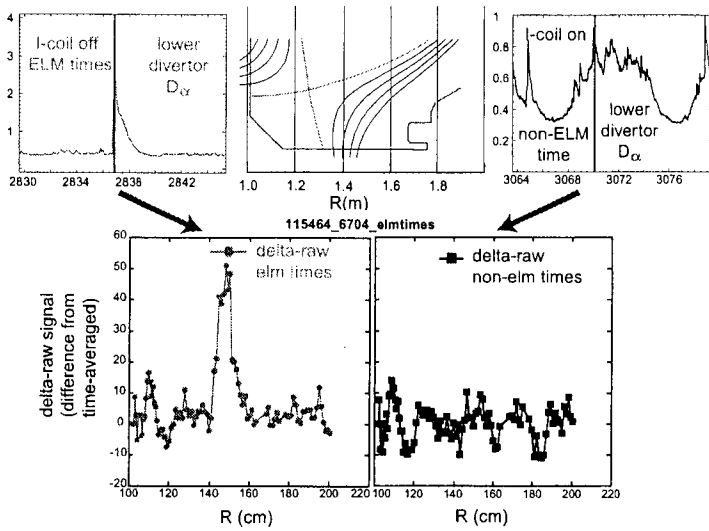 4
3
2
1
I-coil off
ELM times
lower
divertor
Dα
2830 2834 2838 2842
1.0 1.2 1.4 1.6 1.8
R(m)
1
0.8
0.6
0.4
0.2
I-coil on
non-ELM
time
lower
divertor
Dα
3064 3068 3072 3076
115464_6704_elmtimes
delta-raw signal
(difference from
time-averaged)
60
50
40
30
20
10
0
-10
-20
delta-raw
elm times
100 120 140 160 180 200 220
R (cm)
delta-raw
non-elm times
100 120 140 160 180 200 220
R (cm)